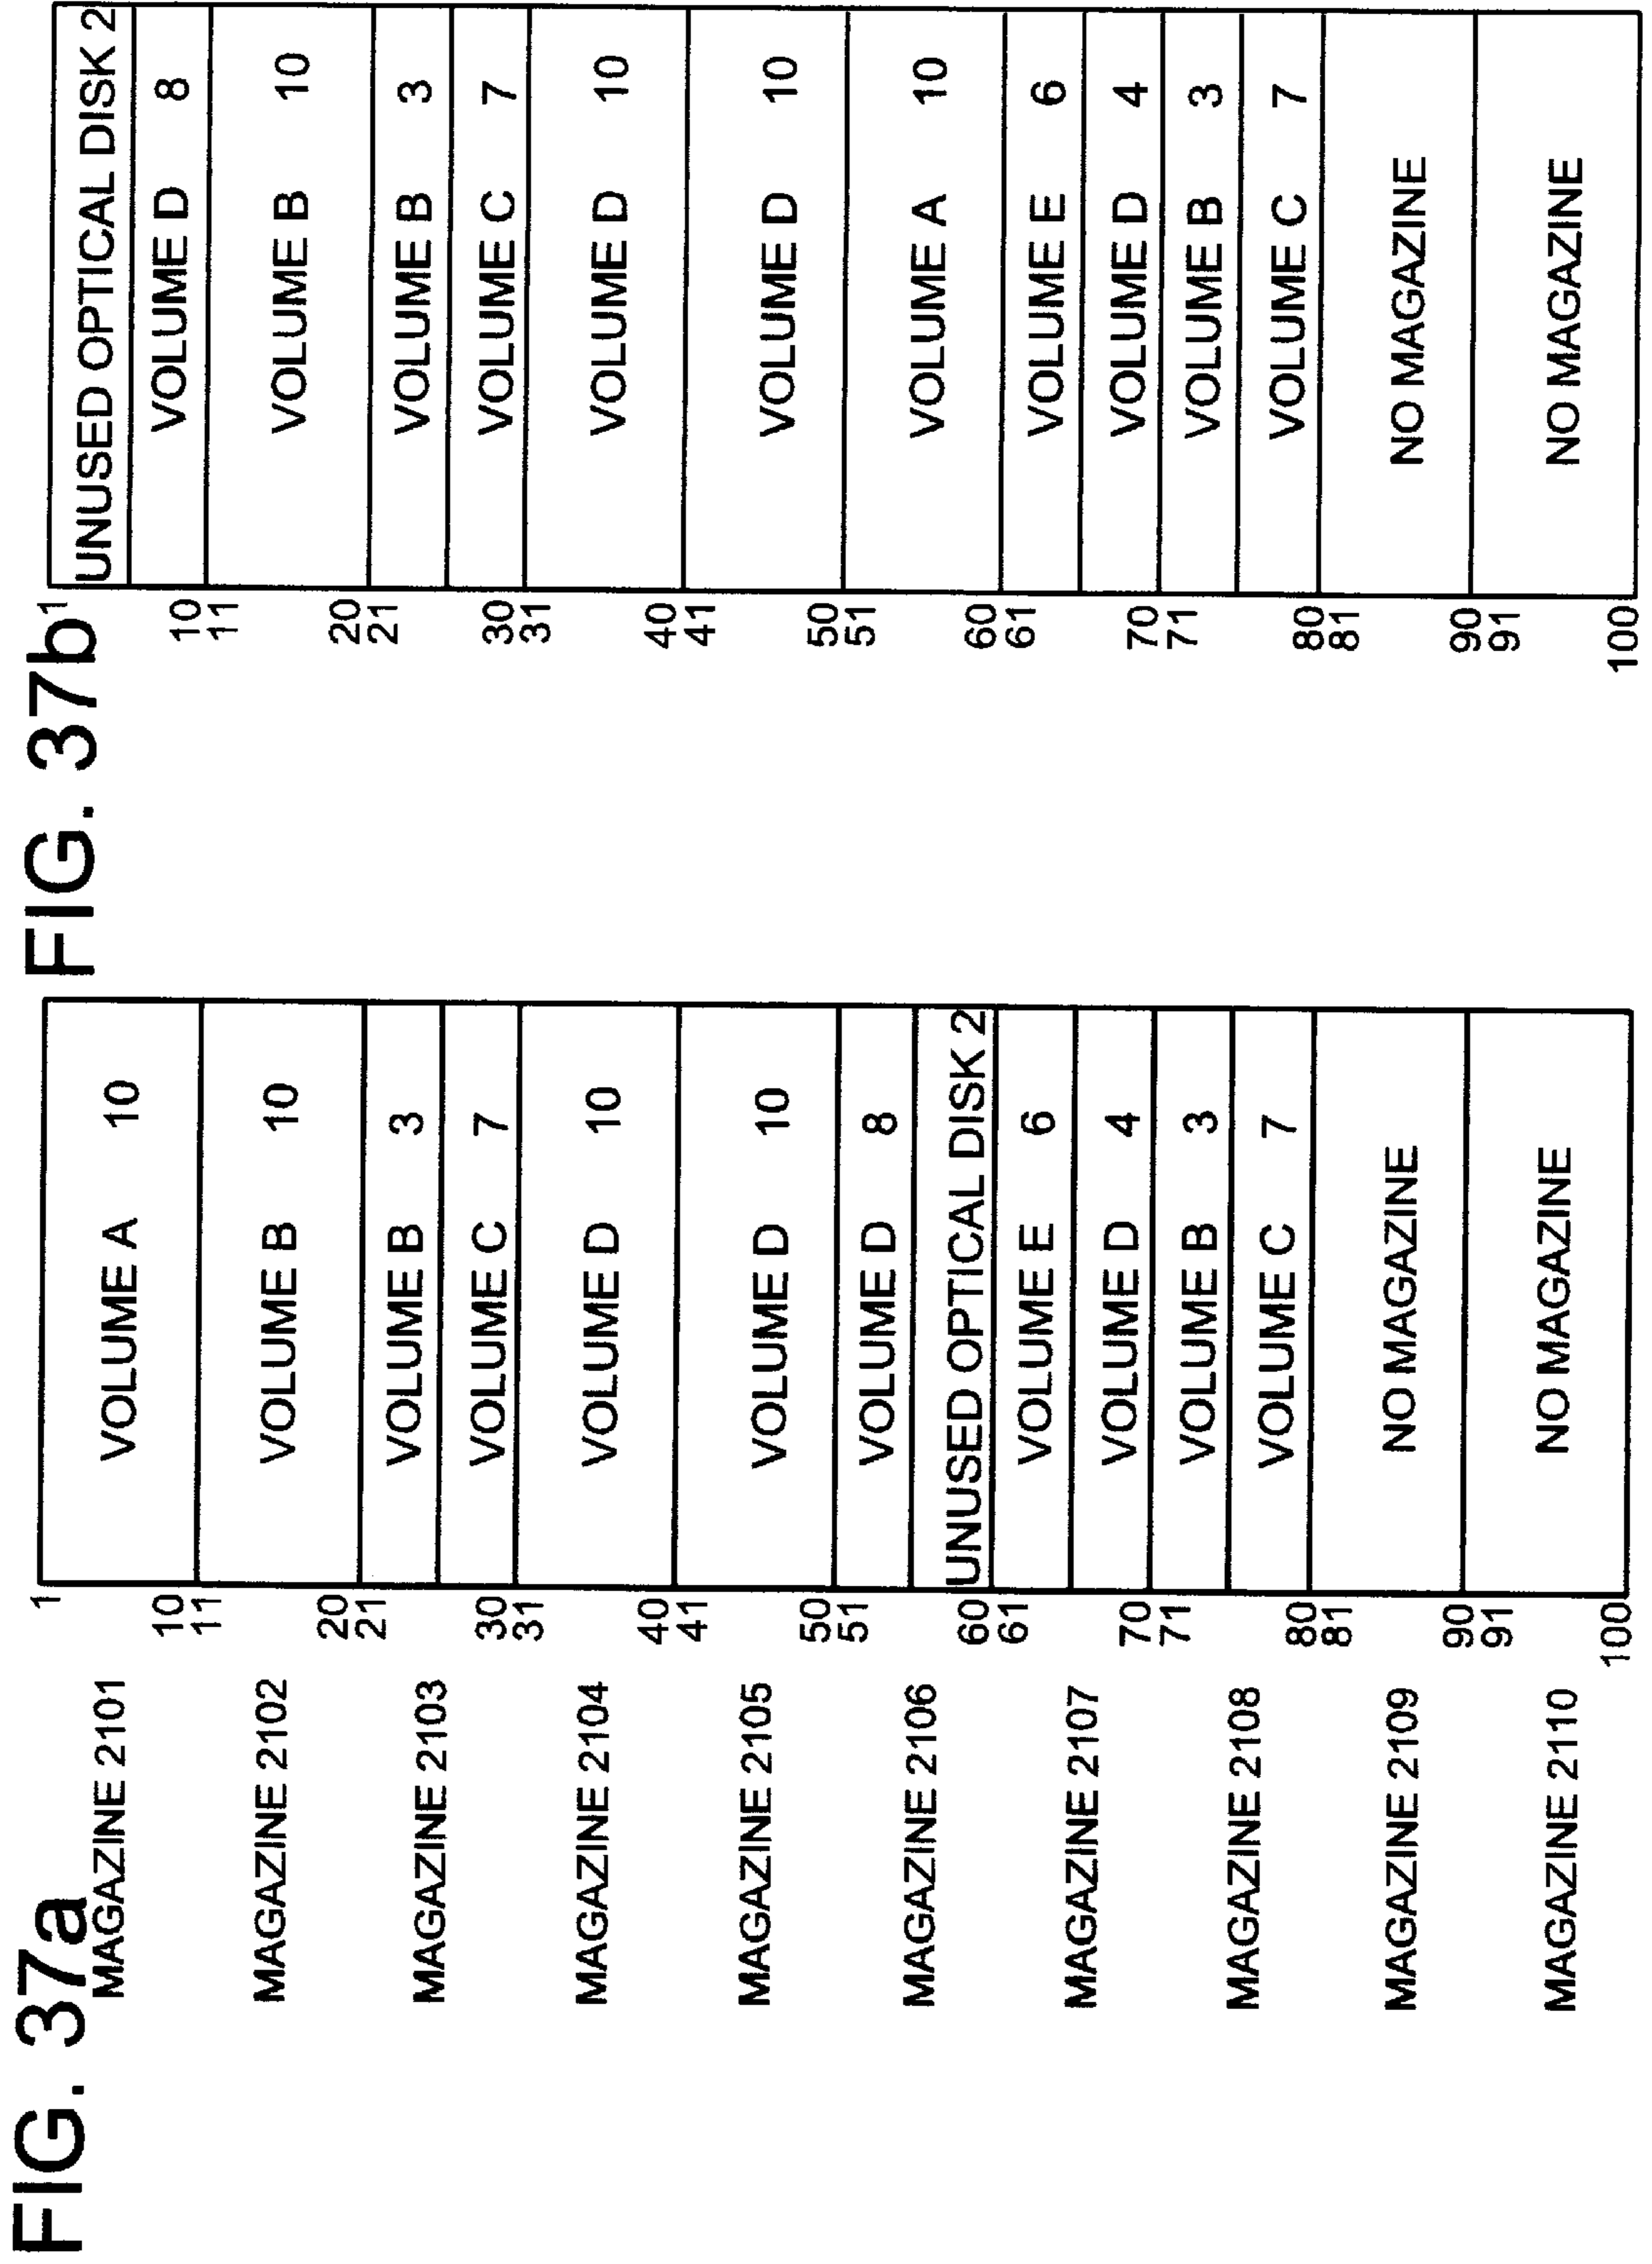 FIG. 37a
MAGAZINE 2101
MAGAZINE 2102
MAGAZINE 2103
MAGAZINE 2104
MAGAZINE 2105
MAGAZINE 2106
MAGAZINE 2107
MAGAZINE 2108
MAGAZINE 2109
MAGAZINE 2110
1
10
11
20
21
30
31
40
41
50
51
60
61
70
71
80
81
90
91
100
VOLUME A 10
VOLUME B 10
VOLUME B 3
VOLUME C 7
VOLUME D 10
VOLUME D 10
VOLUME D 8
UNUSED OPTICAL DISK 2
VOLUME E 6
VOLUME D 4
VOLUME B 3
VOLUME C 7
NO MAGAZINE
NO MAGAZINE
FIG. 37b
1
10
11
20
21
30
31
40
41
50
51
60
61
70
71
80
81
90
91
100
UNUSED OPTICAL DISK 2
VOLUME D 8
VOLUME B 10
VOLUME B 3
VOLUME C 7
VOLUME D 10
VOLUME D 10
VOLUME A 10
VOLUME E 6
VOLUME D 4
VOLUME B 3
VOLUME C 7
NO MAGAZINE
NO MAGAZINE